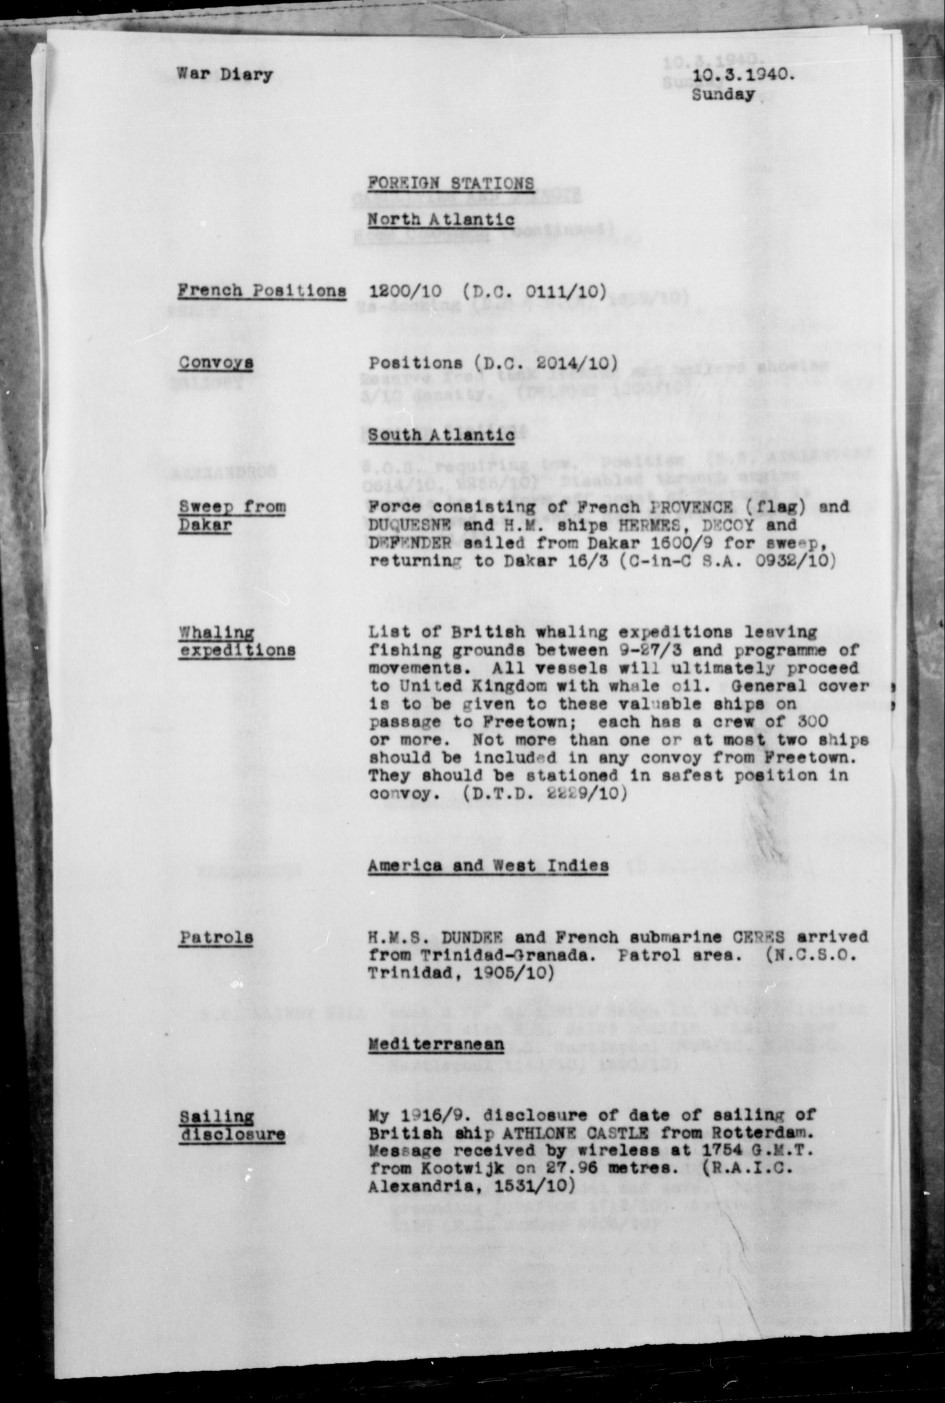 War Diary
10.3.1940.
Sunday
FOREIGN STATIONS
North Atlantic
French Positions 1200/10 (D.C. 0111/10)
Convoys Positions (D.C. 2014/10)
South Atlantic
Sweep from Force consisting of French PROVENCE (flag) and
Dakar DUQUESNE and H.M. ships HERMES, DECOY and
DEFENDER sailed from Dakar 1600/9 for sweep,
returning to Dakar 16/3 (C-in-C S.A. 0932/10)
Whaling List of British whaling expeditions leaving
expeditions fishing grounds between 9-27/3 and programme of
movements. All vessels will ultimately proceed
to United Kingdom with whale oil. General cover
is to be given to these valuable ships on
passage to Freetown; each has a crew of 300
or more. Not more than one or at most two ships
should be included in any convoy from Freetown.
They should be stationed in safest position in
convoy. (D.T.D. 2229/10)
America and West Indies
Patrols H.M.S. DUNDEE and French submarine CERES arrived
from Trinidad-Granada. Patrol area. (N.C.S.O.
Trinidad, 1905/10)
Mediterranean
Sailing My 1916/9. disclosure of date of sailing of
disclosure British ship ATHLONE CASTLE from Rotterdam.
Message received by wireless at 1754 G.M.T.
from Kootwijk on 27.96 metres. (R.A.I.C.
Alexandria, 1531/10)